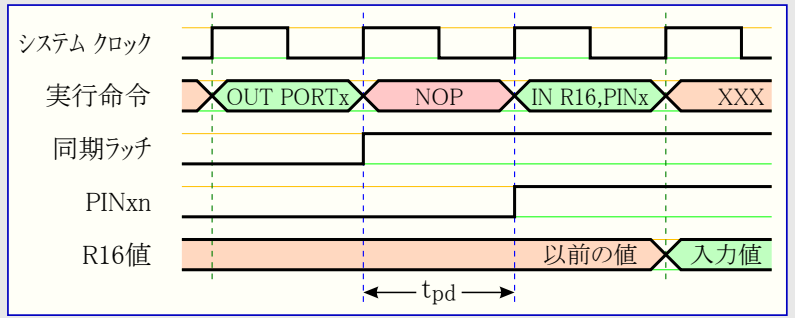 システム クロック
実行命令 OUT PORTx NOP IN R16,PINx XXX
同期ラッチ
PINxn
R16値 以前の値 入力値
tpd